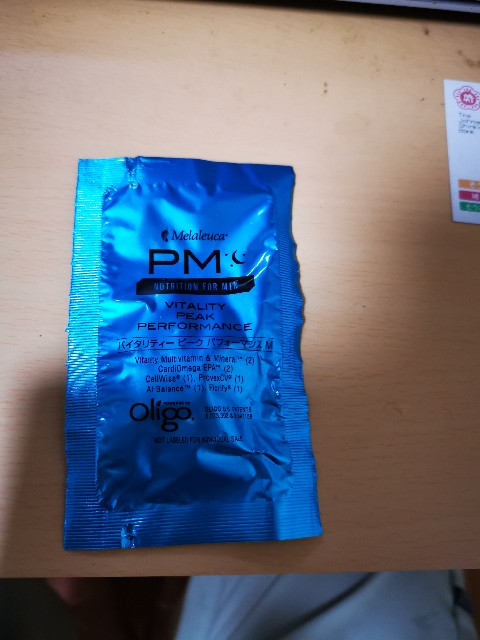 Melaleuca
PM
NUTRITION FOR MEN
VITALITY
PEAK
PERFORMANCE
バイタリティー ピーク パフォーマンス M
Vitality Multivitamin & Mineral™ (2)
CardiOmega EPA™ (2)
CellWise® (1), ProvexCV® (1)
At Balance™ (1), Florify® (1)
Oligo
NOT LABELED FOR INDIVIDUAL SALE
The